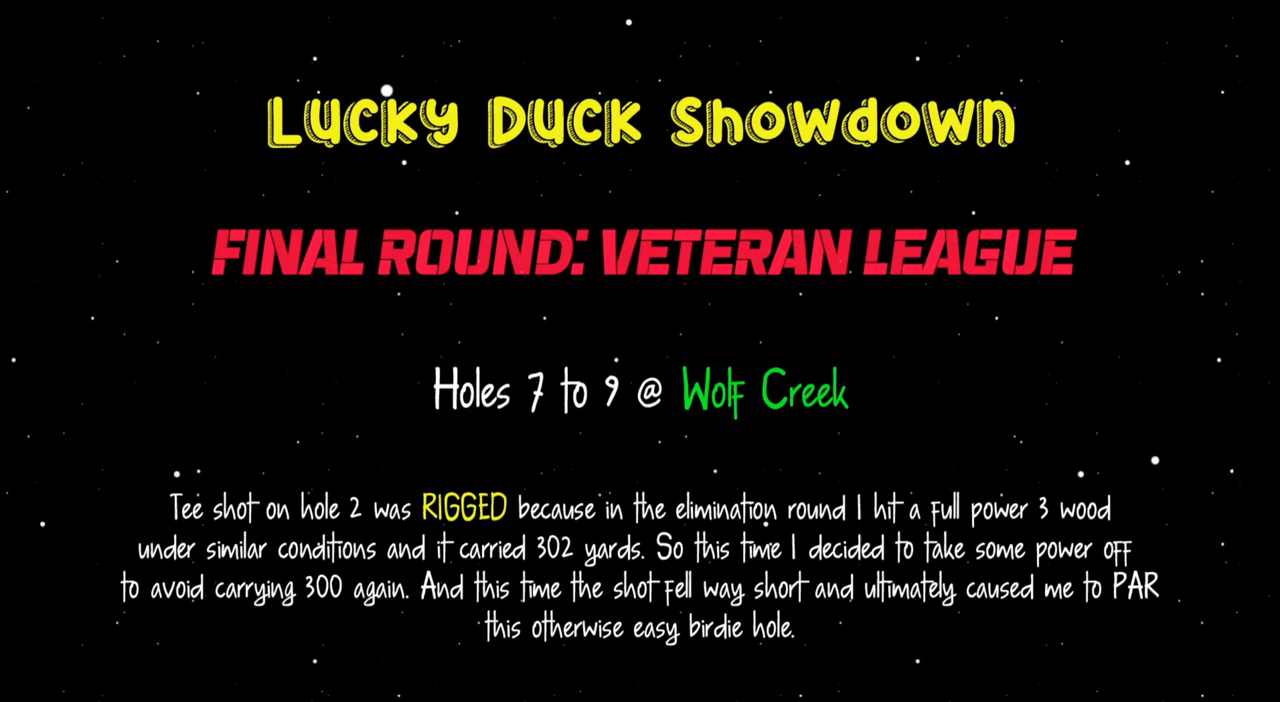 Lucky Duck Showdown
FINAL ROUND: VETERAN LEAGUE
Holes 7 to 9 @ Wolf Creek
Tee shot on hole 2 was RIGGED because in the elimination round I hit a full power 3 wood
under similar conditions and it carried 302 yards. So this time I decided to take some power off
to avoid carrying 300 again. And this time the shot fell way short and ultimately caused me to PAR
this otherwise easy birdie hole.